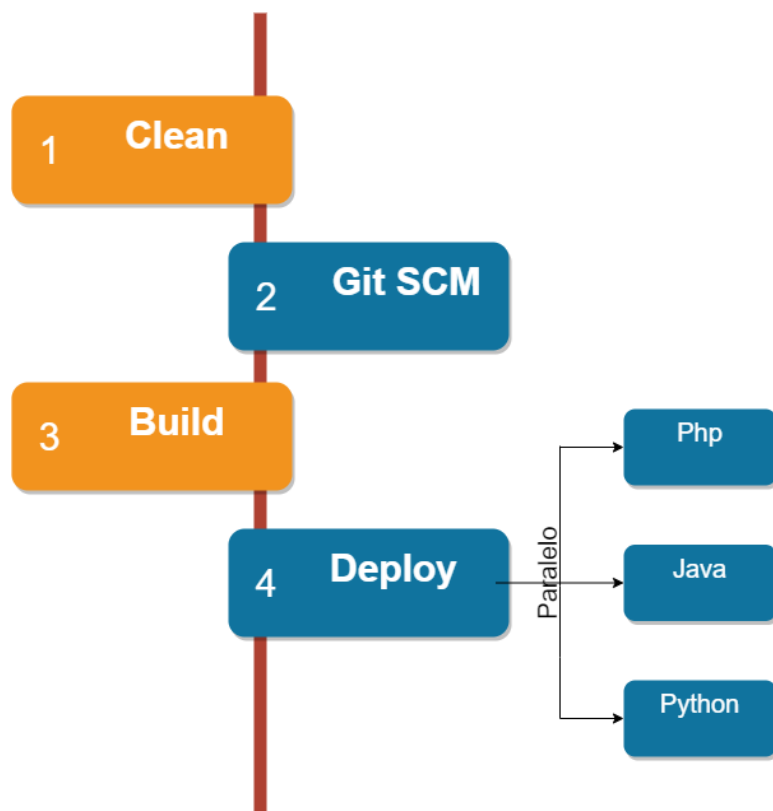 1 Clean
2 Git SCM
3 Build
4 Deploy
Paralelo
Php
Java
Python